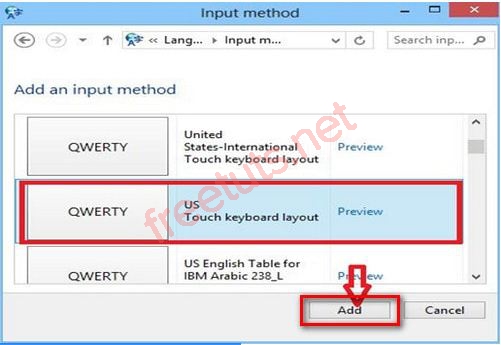 Input method
« Lang... ▸ Input m...
Search inp...
Add an input method
QWERTY
United
States-International
Touch keyboard layout
Preview
QWERTY
US
Touch keyboard layout
Preview
QWERTY
US English Table for
IBM Arabic 238_L
Preview
Add
Cancel
freetuts.net